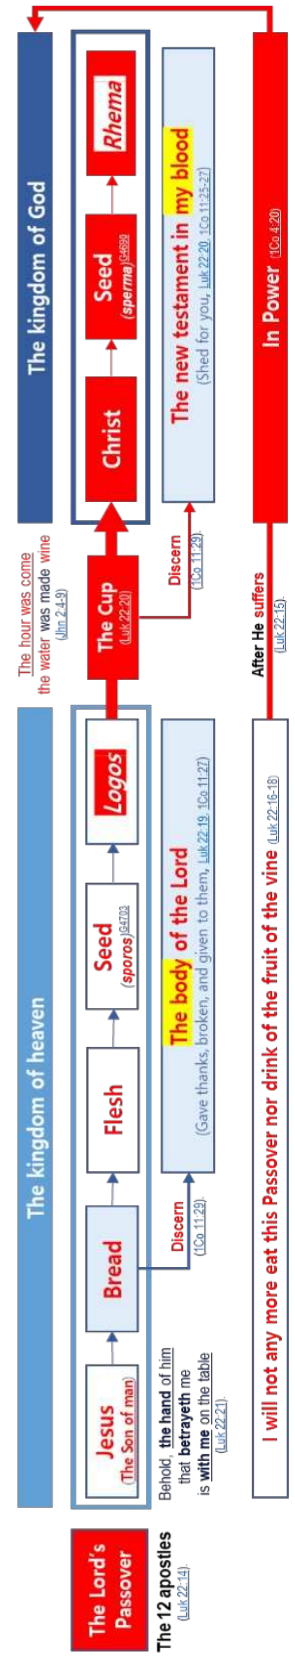 The Lord's
Passover
The 12 apostles
(Luk 22:14).
The kingdom of heaven
Jesus
(The Son of man)
Bread
Flesh
Seed
(sporos)G4703
Logos
Behold, the hand of him
that betrayeth me
is with me on the table
(Luk 22:21).
Discern
(1Co 11:29).
The body of the Lord
(Gave thanks, broken, and given to them, Luk 22:19, 1Co 11:27)
I will not any more eat this Passover nor drink of the fruit of the vine (Luk 22:16-18)
The hour was come
the water was made wine
(Jhn 2:4-9)
The Cup
(Luk 22:20)
Discern
(1Co 11:29).
After He suffers
(Luk 22:15).
The kingdom of God
Christ
Seed
(sperma)G4690
Rhema
The new testament in my blood
(Shed for you, Luk 22:20, 1Co 11:25-27)
In Power (1Co 4:20)